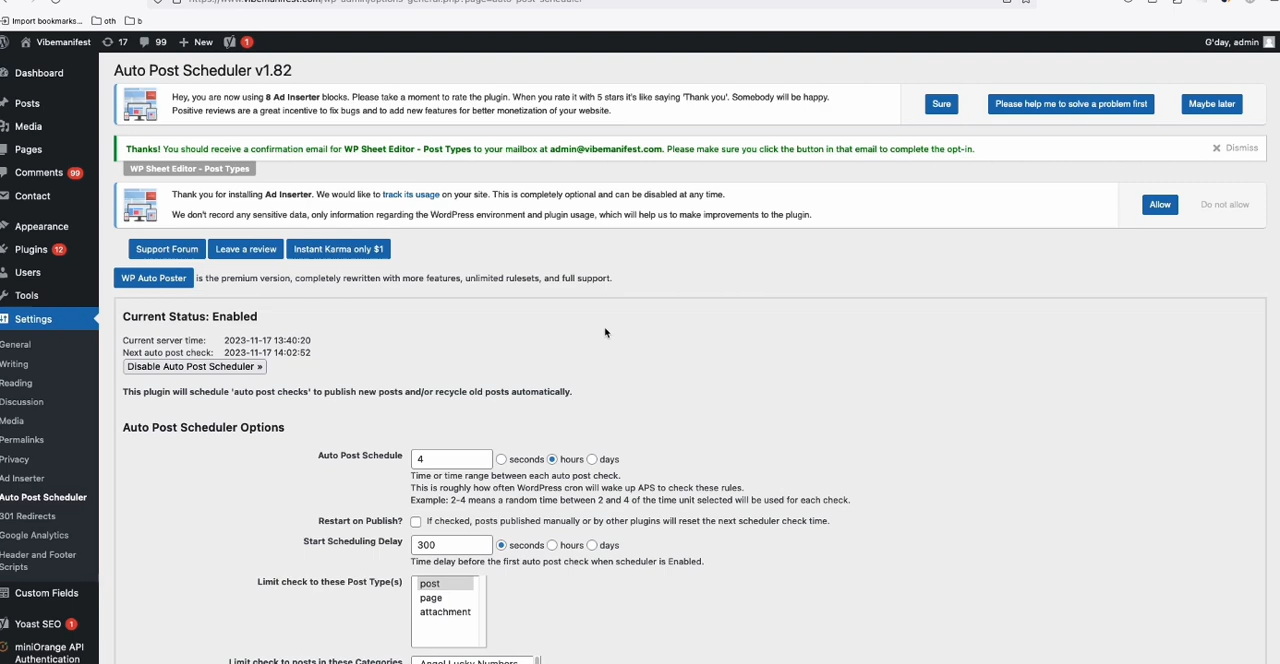 Import bookmarks... oth b
Vibemanifest 17 99 New 1 G'day, admin
Dashboard
Posts
Media
Pages
Comments 99
Contact
Appearance
Plugins 12
Users
Tools
Settings
General
Writing
Reading
Discussion
Media
Permalinks
Privacy
Ad Inserter
Auto Post Scheduler
301 Redirects
Google Analytics
Header and Footer
Scripts
Custom Fields
Yoast SEO 1
miniOrange API
Authentication
Auto Post Scheduler v1.82
Hey, you are now using 8 Ad Inserter blocks. Please take a moment to rate the plugin. When you rate it with 5 stars it's like saying 'Thank you'. Somebody will be happy.
Positive reviews are a great incentive to fix bugs and to add new features for better monetization of your website.
Sure Please help me to solve a problem first Maybe later
Thanks! You should receive a confirmation email for WP Sheet Editor - Post Types to your mailbox at admin@vibemanifest.com. Please make sure you click the button in that email to complete the opt-in. Dismiss
WP Sheet Editor - Post Types
Thank you for installing Ad Inserter. We would like to track its usage on your site. This is completely optional and can be disabled at any time.
We don't record any sensitive data, only information regarding the WordPress environment and plugin usage, which will help us to make improvements to the plugin.
Allow Do not allow
Support Forum Leave a review Instant Karma only $1
WP Auto Poster is the premium version, completely rewritten with more features, unlimited rulesets, and full support.
Current Status: Enabled
Current server time: 2023-11-17 13:40:20
Next auto post check: 2023-11-17 14:02:52
Disable Auto Post Scheduler »
This plugin will schedule 'auto post checks' to publish new posts and/or recycle old posts automatically.
Auto Post Scheduler Options
Auto Post Schedule 4 seconds hours days
Time or time range between each auto post check.
This is roughly how often WordPress cron will wake up APS to check these rules.
Example: 2-4 means a random time between 2 and 4 of the time unit selected will be used for each check.
Restart on Publish? If checked, posts published manually or by other plugins will reset the next scheduler check time.
Start Scheduling Delay 300 seconds hours days
Time delay before the first auto post check when scheduler is Enabled.
Limit check to these Post Type(s) post
page
attachment
Limit check to posts in these Categories Angel Lucky Numbers